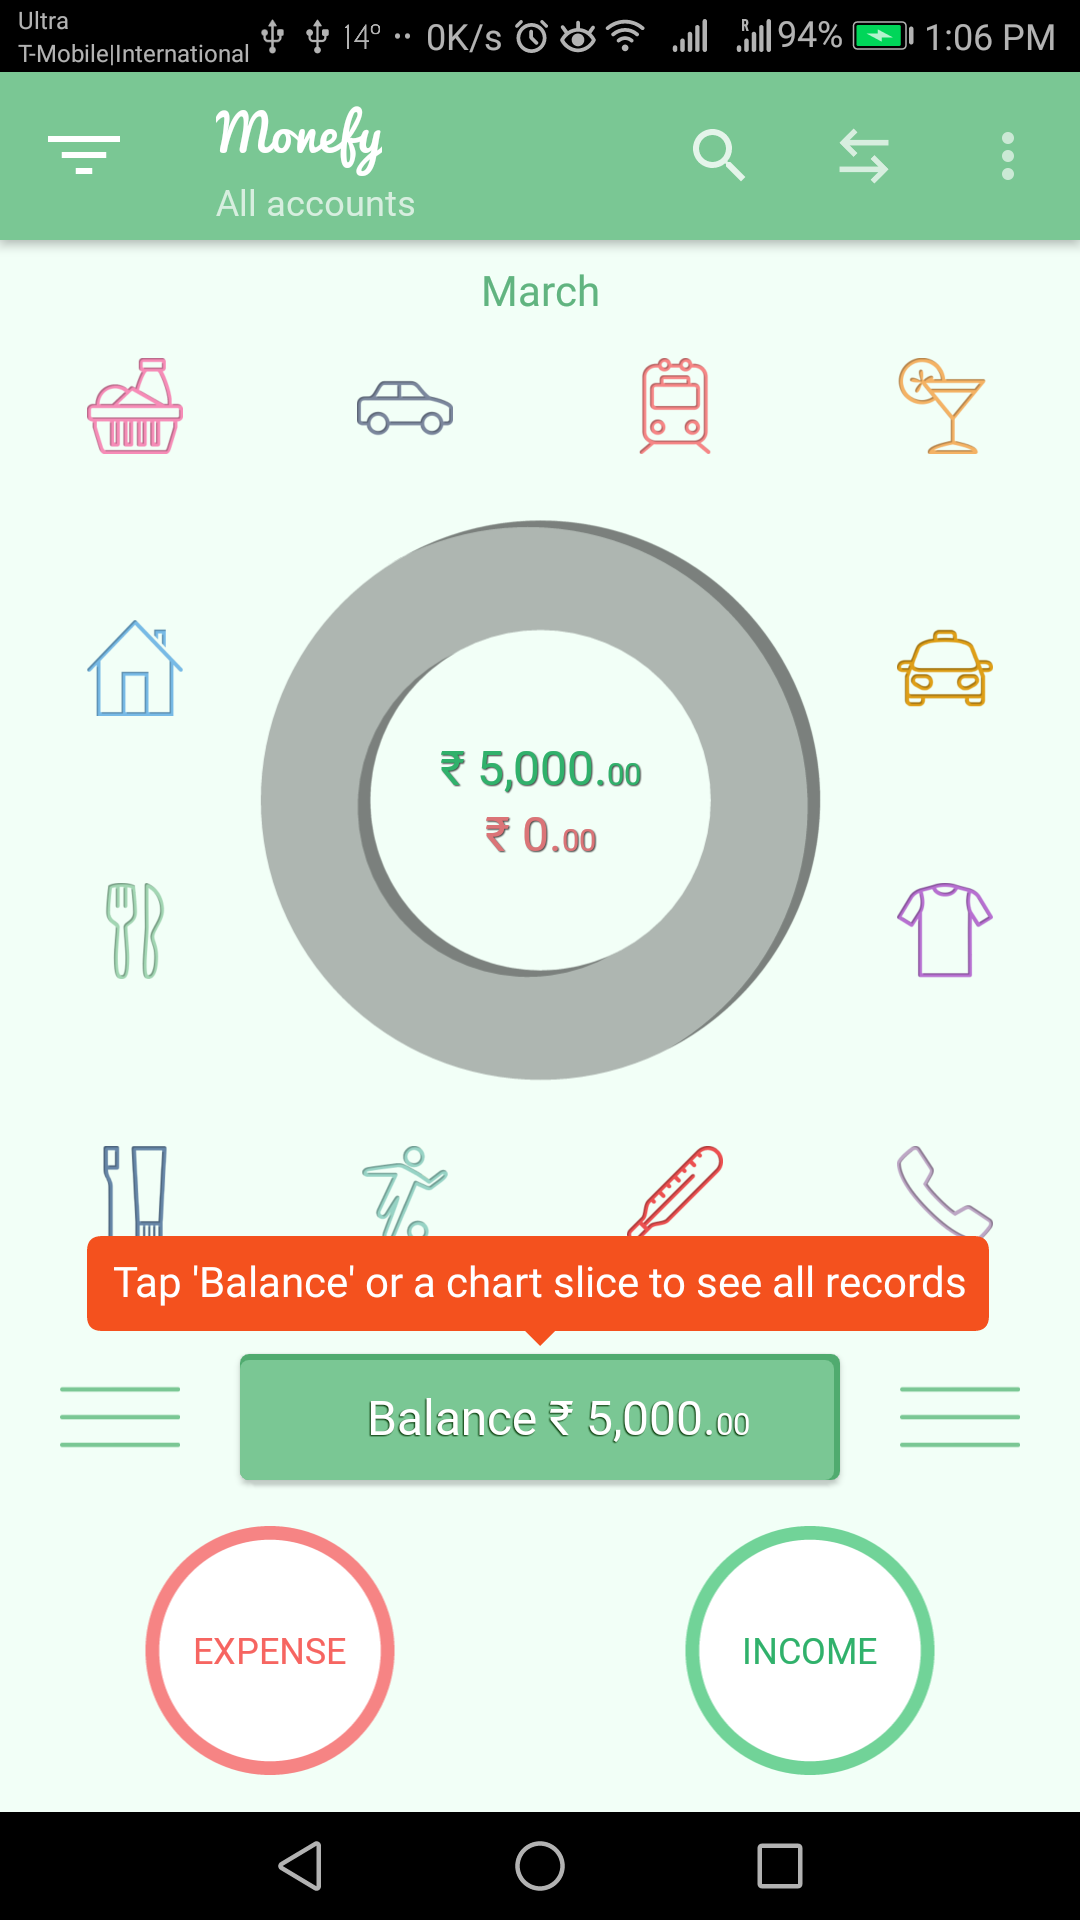 Ultra
T-Mobile|International
14° ·· 0K/s R 94% 1:06 PM
Monefy
All accounts
March
₹ 5,000.00
₹ 0.00
Tap 'Balance' or a chart slice to see all records
Balance ₹ 5,000.00
EXPENSE
INCOME